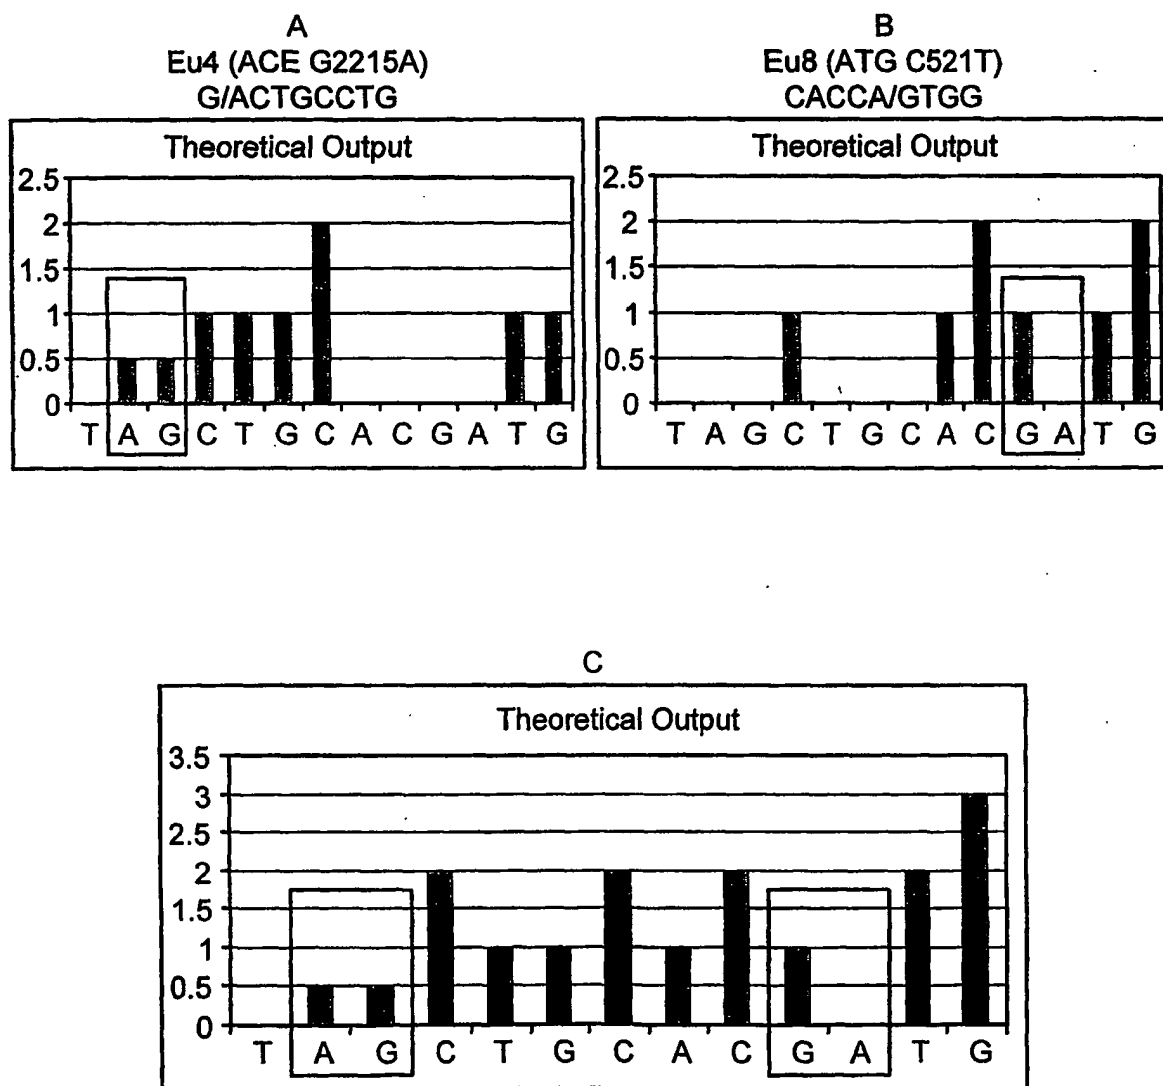 A
Eu4 (ACE G2215A)
G/ACTGCCTG
Theoretical Output
2.5
2
1.5
1
0.5
0
T A G C T G C A C G A T G
B
Eu8 (ATG C521T)
CACCA/GTGG
Theoretical Output
2.5
2
1.5
1
0.5
0
T A G C T G C A C G A T G
C
Theoretical Output
3.5
3
2.5
2
1.5
1
0.5
0
T A G C T G C A C G A T G